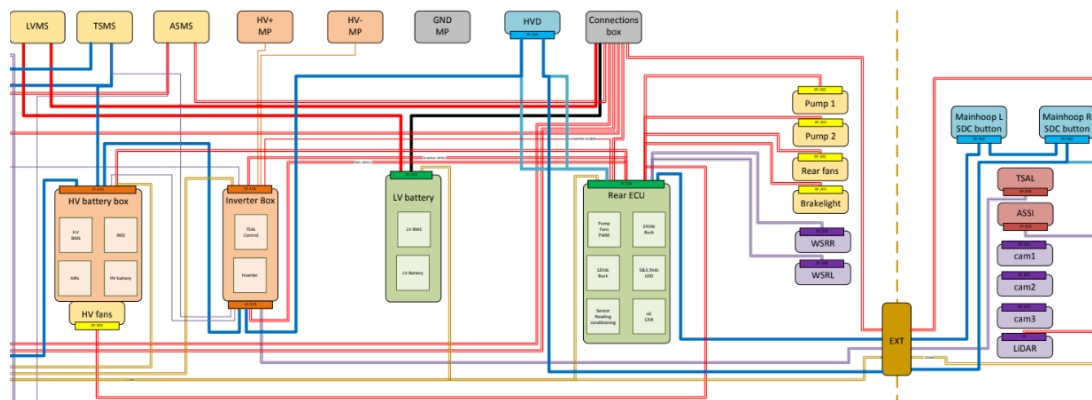 LVMS
TSMS
ASMS
HV+
MP
HV-
MP
GND
MP
HVD
Connections
box
Pump 1
Pump 2
Rear fans
Brakelight
WSRR
WSRL
Mainhoop L
SDC button
Mainhoop R
SDC button
TSAL
ASSI
cam1
cam2
cam3
LiDAR
EXT
HV battery box
HV
BMS
IMD
AIRs
HV battery
HV fans
Inverter Box
TSAL
Control
Inverter
LV battery
LV BMS
LV Battery
Rear ECU
Pump
Fans
PWM
24Vdc
Buck
12Vdc
Buck
5&3.3Vdc
LDO
Sensor
Reading
conditioning
uC
CAN